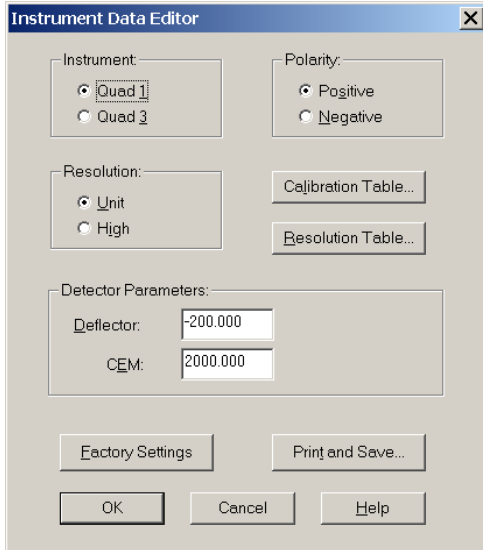 Instrument Data Editor
Instrument:
Quad 1
Quad 3
Polarity:
Positive
Negative
Resolution:
Unit
High
Calibration Table...
Resolution Table...
Detector Parameters:
Deflector: -200.000
CEM: 2000.000
Factory Settings
Print and Save...
OK Cancel Help